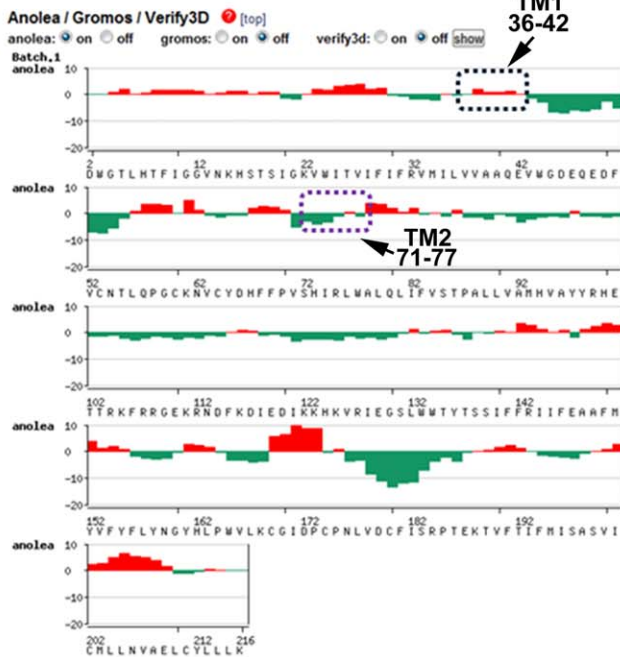 TM1
36-42
Anolea / Gromos / Verify3D ? [top]
anolea: on off gromos: on off verify3d: on off show
Batch.1
anolea 10
0
-10
-20
2 12 22 32 42
DWGTLHTFIGGVNKHSTSIGKVWITVIFIFRVMILVVAAQEVWGDEQEDF
anolea 10
0
-10
-20
TM2
71-77
52 62 72 82 92
VCNTLQPGCKNVCYDHFFPVSHIRLWALQLIFVSTPALLVAMHVAYYRHE
anolea 10
0
-10
-20
102 112 122 132 142
TTRKFRRGEKRNDFKDIEDIKKHKVRIEGSLWWTYTSSIFFRIIFEAAFM
anolea 10
0
-10
-20
152 162 172 182 192
YVFYFLYNGYHLPWVLKCGIDPCPNLVDCFISRPTEKTVFTIFMISASVI
anolea 10
0
-10
-20
202 212 216
CMLLNVAELCYLLLK